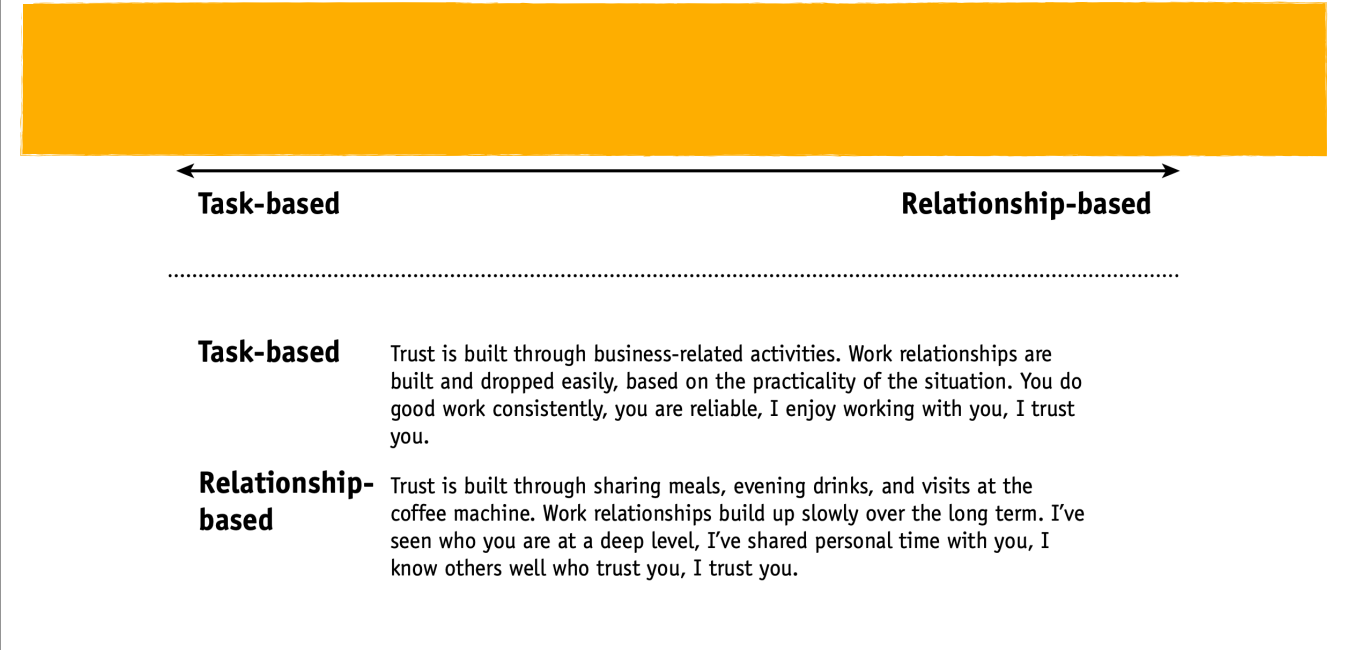 Task-based
Relationship-based
Task-based
Trust is built through business-related activities. Work relationships are
built and dropped easily, based on the practicality of the situation. You do
good work consistently, you are reliable, I enjoy working with you, I trust
you.
Relationship-
based
Trust is built through sharing meals, evening drinks, and visits at the
coffee machine. Work relationships build up slowly over the long term. I’ve
seen who you are at a deep level, I’ve shared personal time with you, I
know others well who trust you, I trust you.